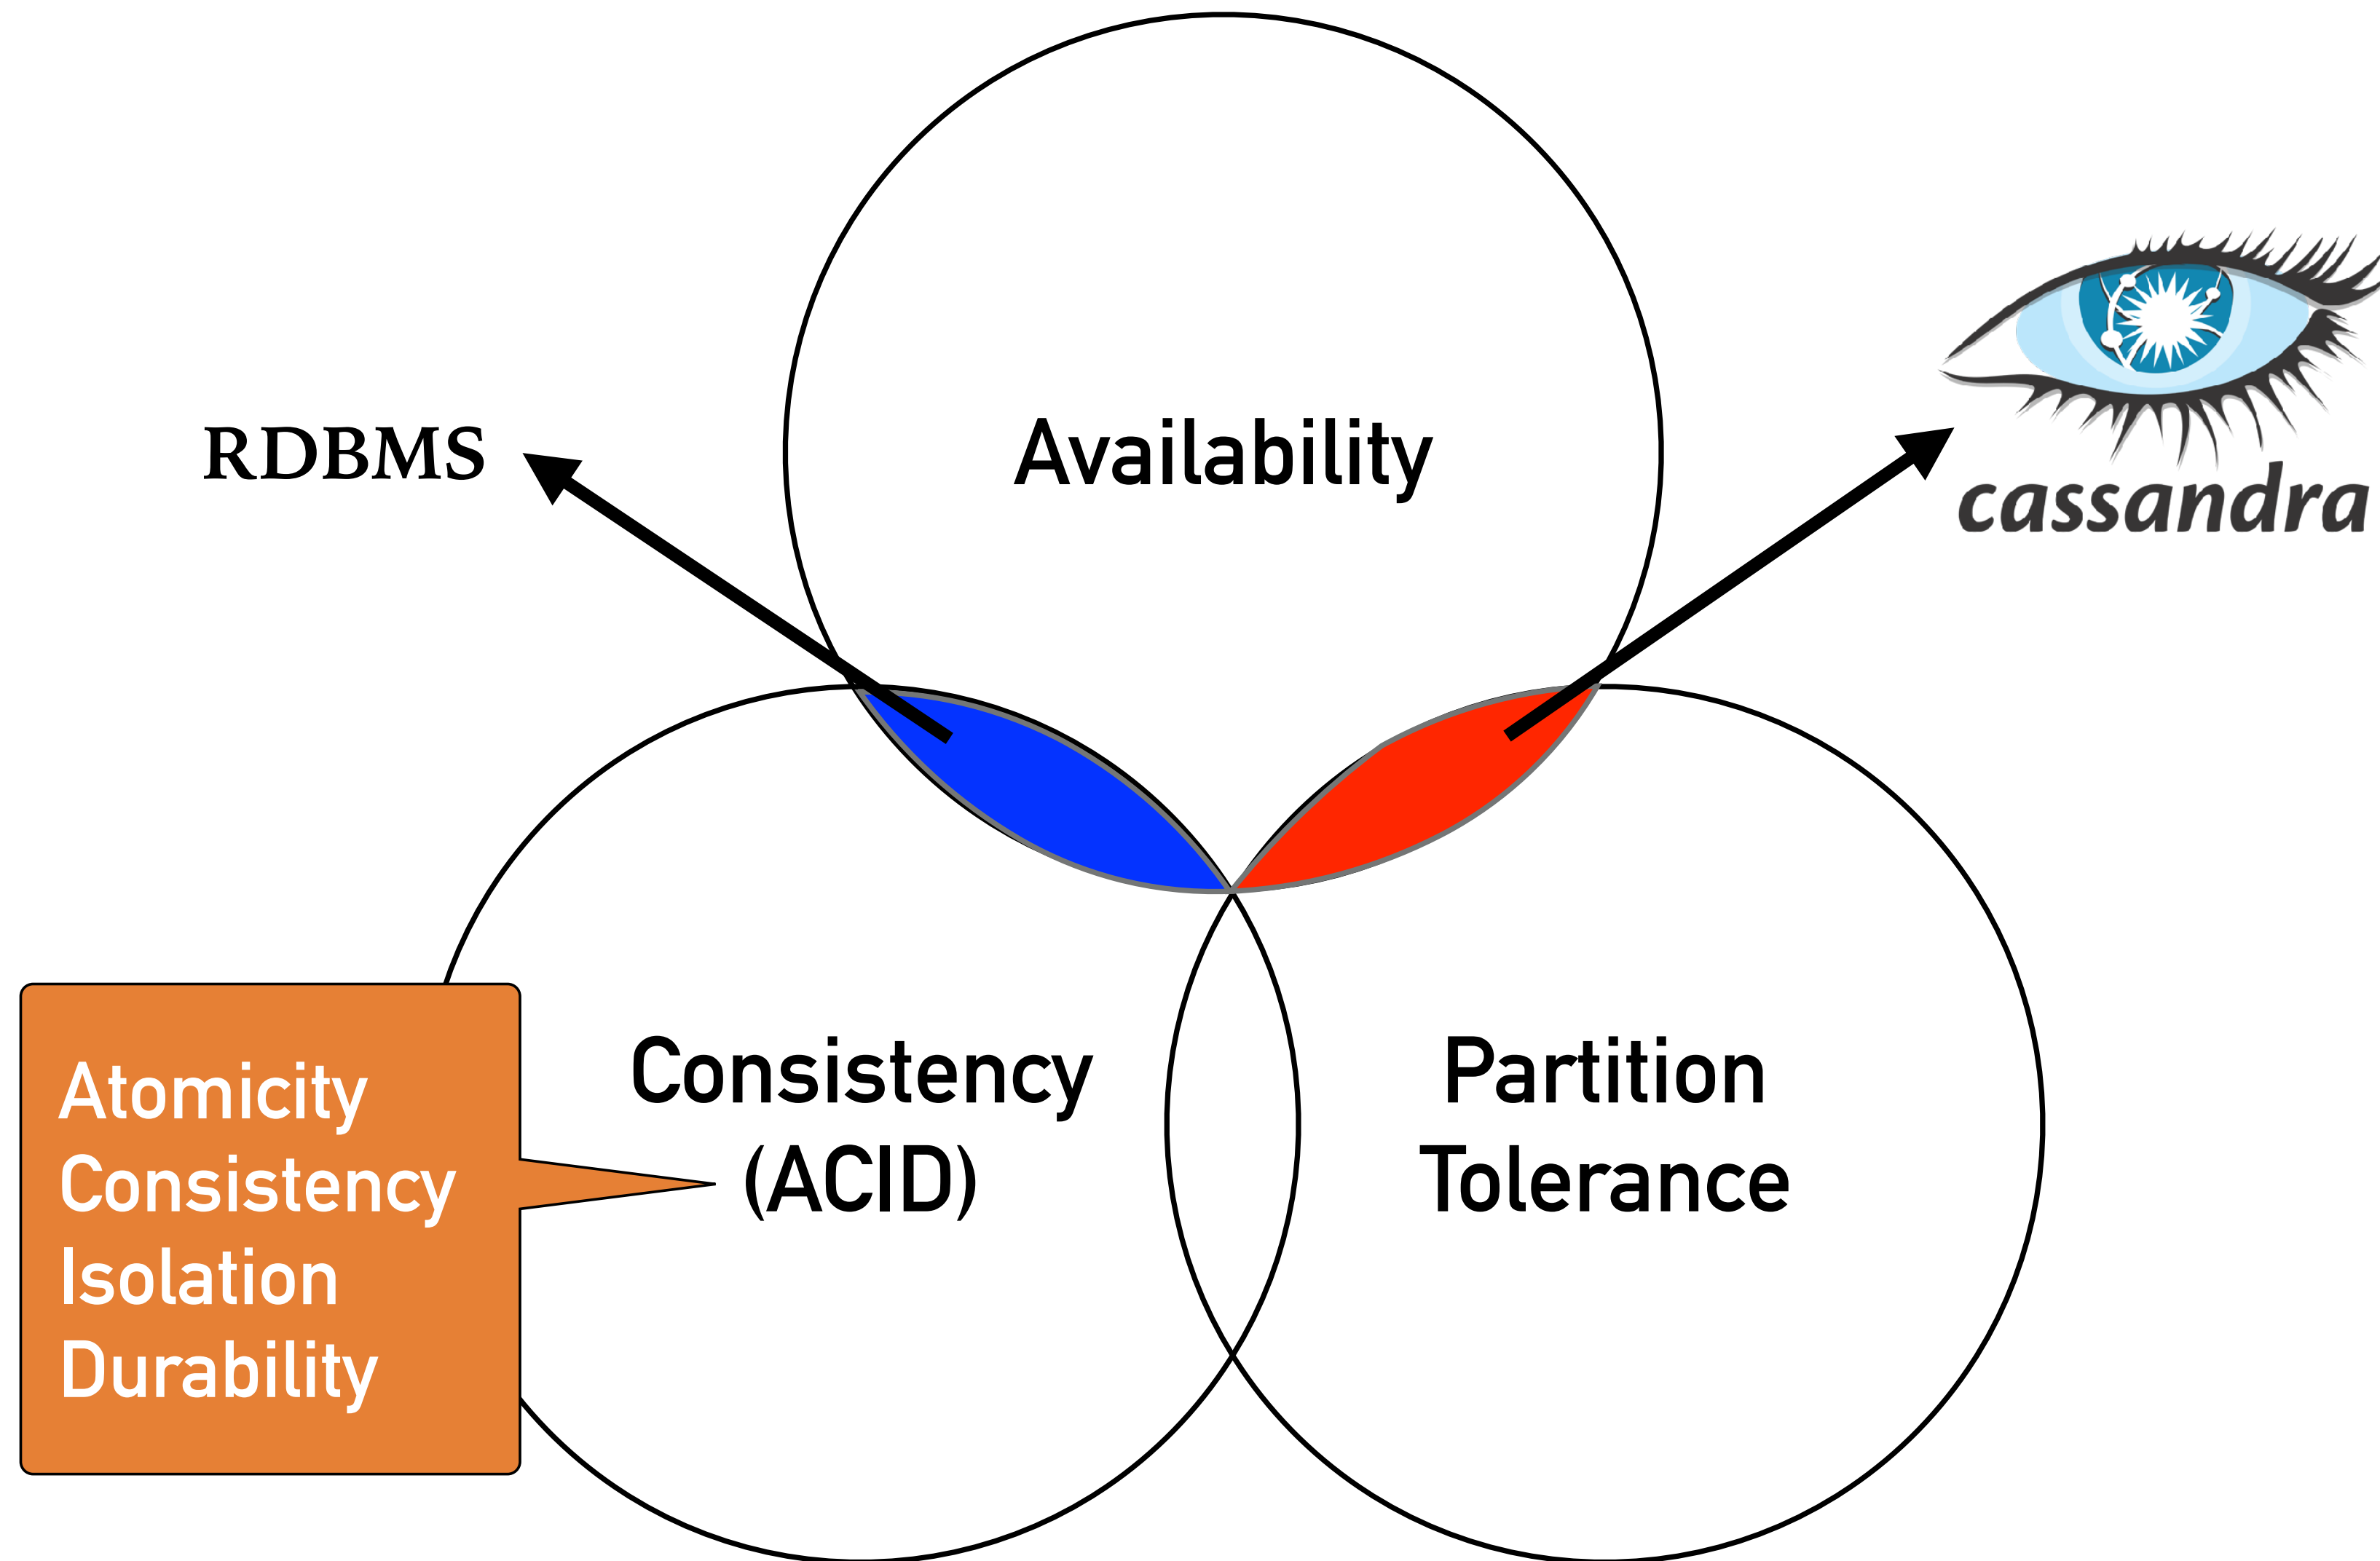 Availability
RDBMS
cassandra
Consistency
(ACID)
Partition
Tolerance
Atomicity
Consistency
Isolation
Durability